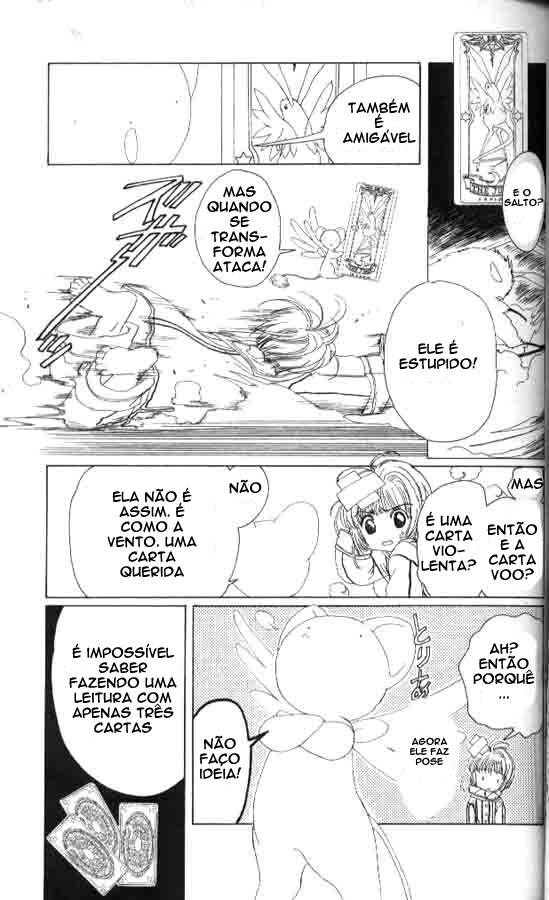 E O
SALTO?
TAMBÉM
É
AMIGÁVEL
MAS
QUANDO
SE
TRANS-
FORMA
ATACA!
ELE É
ESTUPIDO!
MAS
ENTÃO
E A
CARTA
VOO?
É UMA
CARTA
VIO-
LENTA?
NÃO
ELA NÃO É
ASSIM. É
COMO A
VENTO. UMA
CARTA
QUERIDA
AH?
ENTÃO
PORQUÊ
...
AGORA
ELE FAZ
POSE
NÃO
FAÇO
IDEIA!
É IMPOSSÍVEL
SABER
FAZENDO UMA
LEITURA COM
APENAS TRÊS
CARTAS